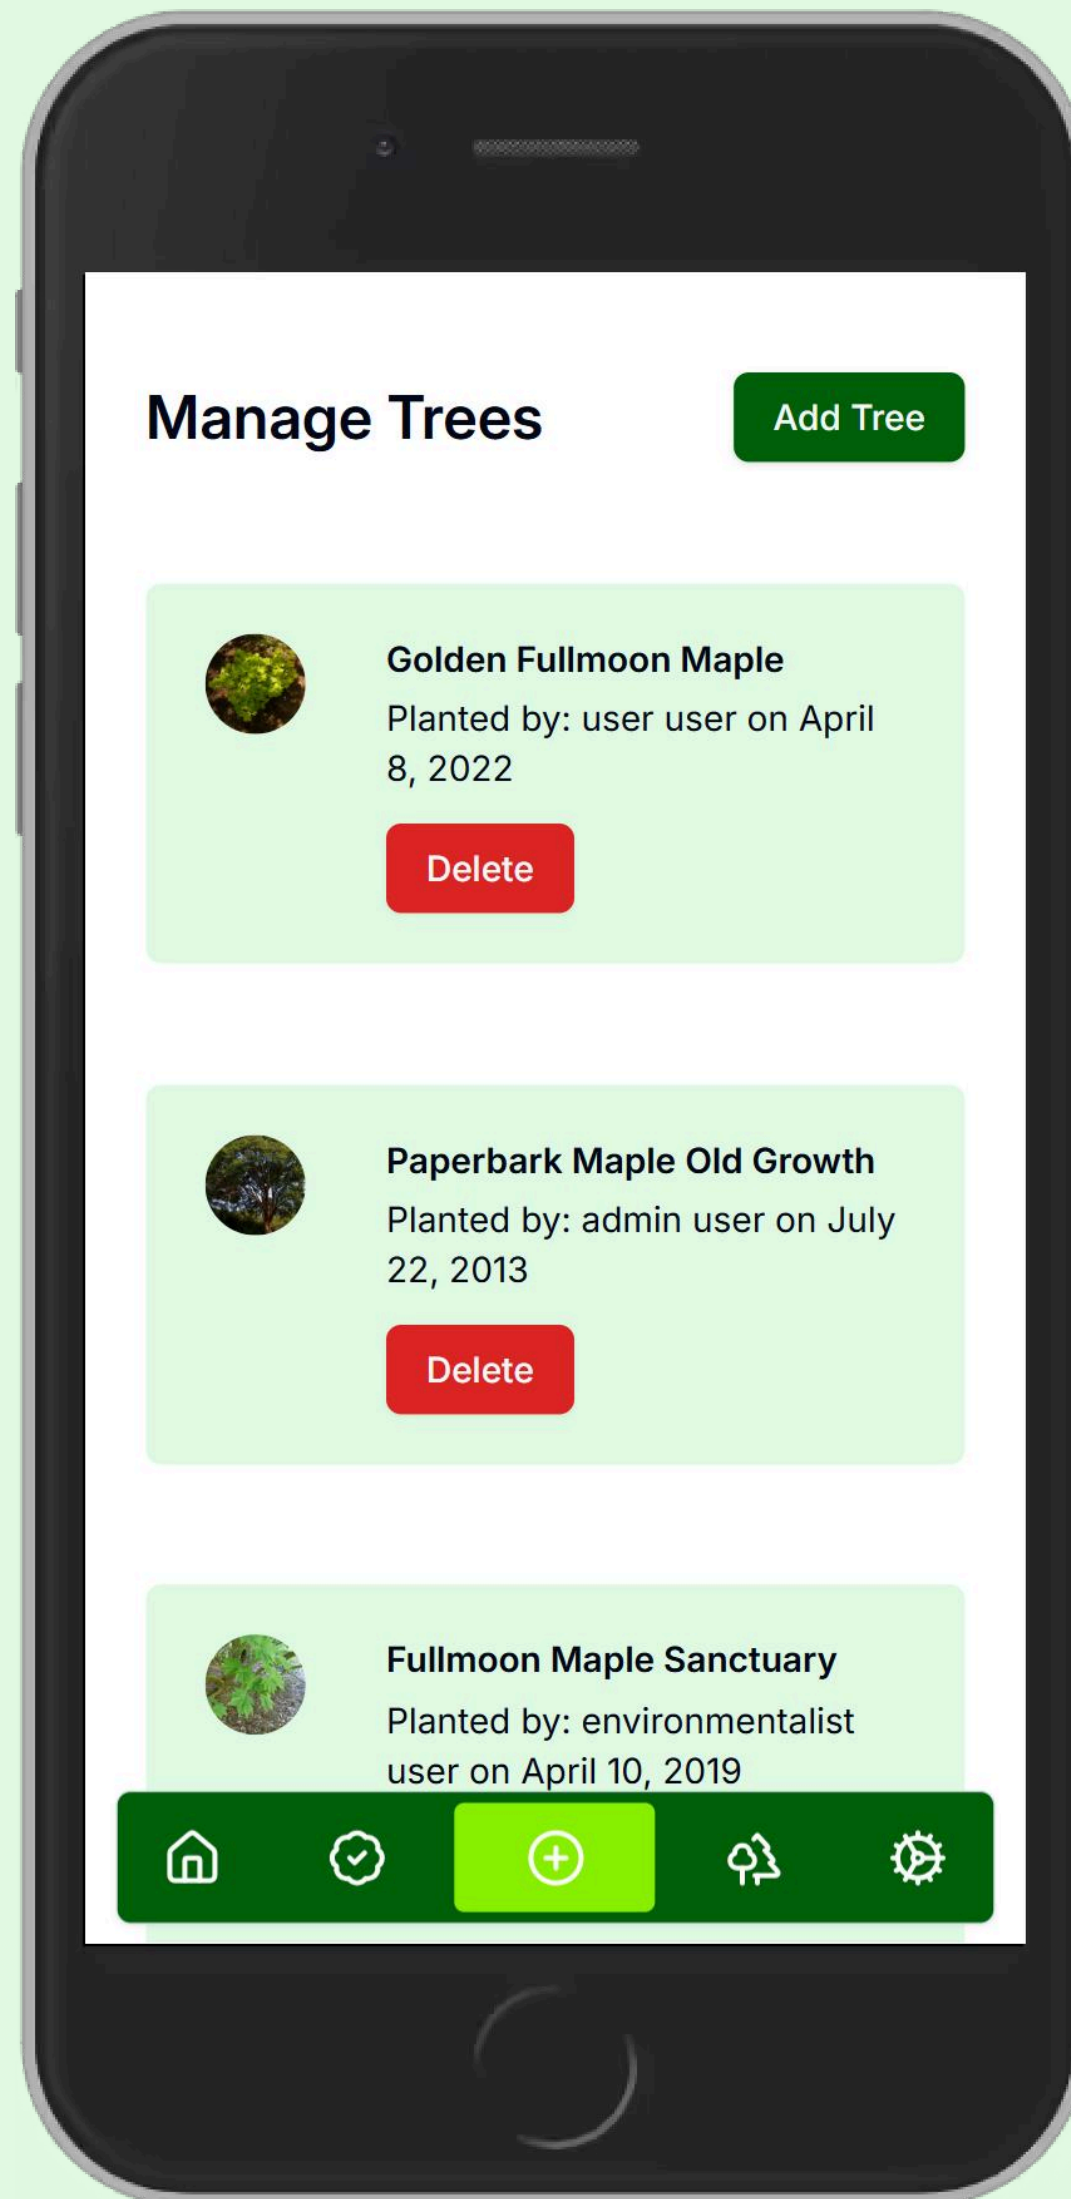 Manage Trees
Add Tree
Golden Fullmoon Maple
Planted by: user user on April
8, 2022
Delete
Paperbark Maple Old Growth
Planted by: admin user on July
22, 2013
Delete
Fullmoon Maple Sanctuary
Planted by: environmentalist
user on April 10, 2019